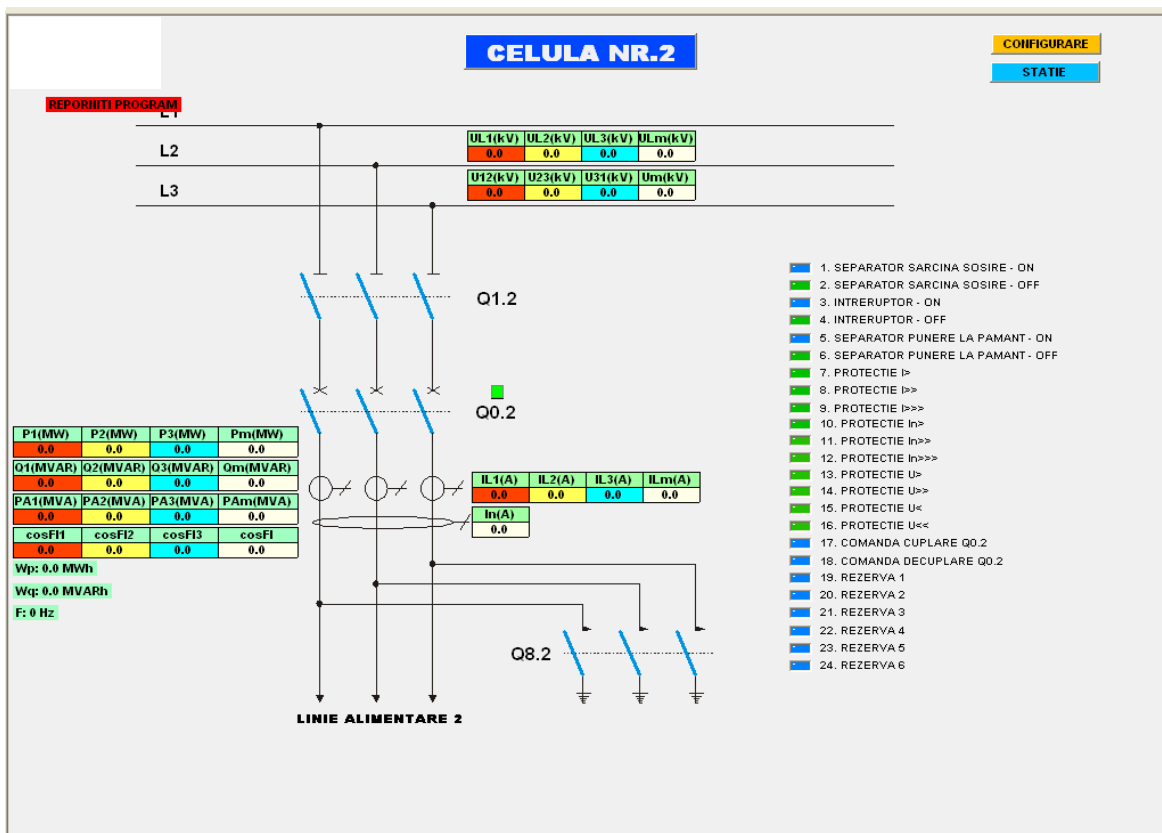 CELULA NR.2
CONFIGURARE
STATIE
REPORNITI PROGRAM
L1
UL1(kV) UL2(kV) UL3(kV) ULm(kV)
0.0 0.0 0.0 0.0
L2
U12(kV) U23(kV) U31(kV) Um(kV)
0.0 0.0 0.0 0.0
L3
Q1.2
Q0.2
P1(MW) P2(MW) P3(MW) Pm(MW)
0.0 0.0 0.0 0.0
Q1(MVAR) Q2(MVAR) Q3(MVAR) Qm(MVAR)
0.0 0.0 0.0 0.0
PA1(MVA) PA2(MVA) PA3(MVA) PAm(MVA)
0.0 0.0 0.0 0.0
cosFI1 cosFI2 cosFI3 cosFI
0.0 0.0 0.0 0.0
Wp: 0.0 MWh
Wq: 0.0 MVARh
F: 0 Hz
IL1(A) IL2(A) IL3(A) ILm(A)
0.0 0.0 0.0 0.0
In(A)
0.0
Q8.2
LINIE ALIMENTARE 2
1. SEPARATOR SARCINA SOSIRE - ON
2. SEPARATOR SARCINA SOSIRE - OFF
3. INTRERUPTOR - ON
4. INTRERUPTOR - OFF
5. SEPARATOR PUNERE LA PAMANT - ON
6. SEPARATOR PUNERE LA PAMANT - OFF
7. PROTECTIE I>
8. PROTECTIE I>>
9. PROTECTIE I>>>
10. PROTECTIE In>
11. PROTECTIE In>>
12. PROTECTIE In>>>
13. PROTECTIE U>
14. PROTECTIE U>>
15. PROTECTIE U<
16. PROTECTIE U<<
17. COMANDA CUPLARE Q0.2
18. COMANDA DECUPLARE Q0.2
19. REZERVA 1
20. REZERVA 2
21. REZERVA 3
22. REZERVA 4
23. REZERVA 5
24. REZERVA 6